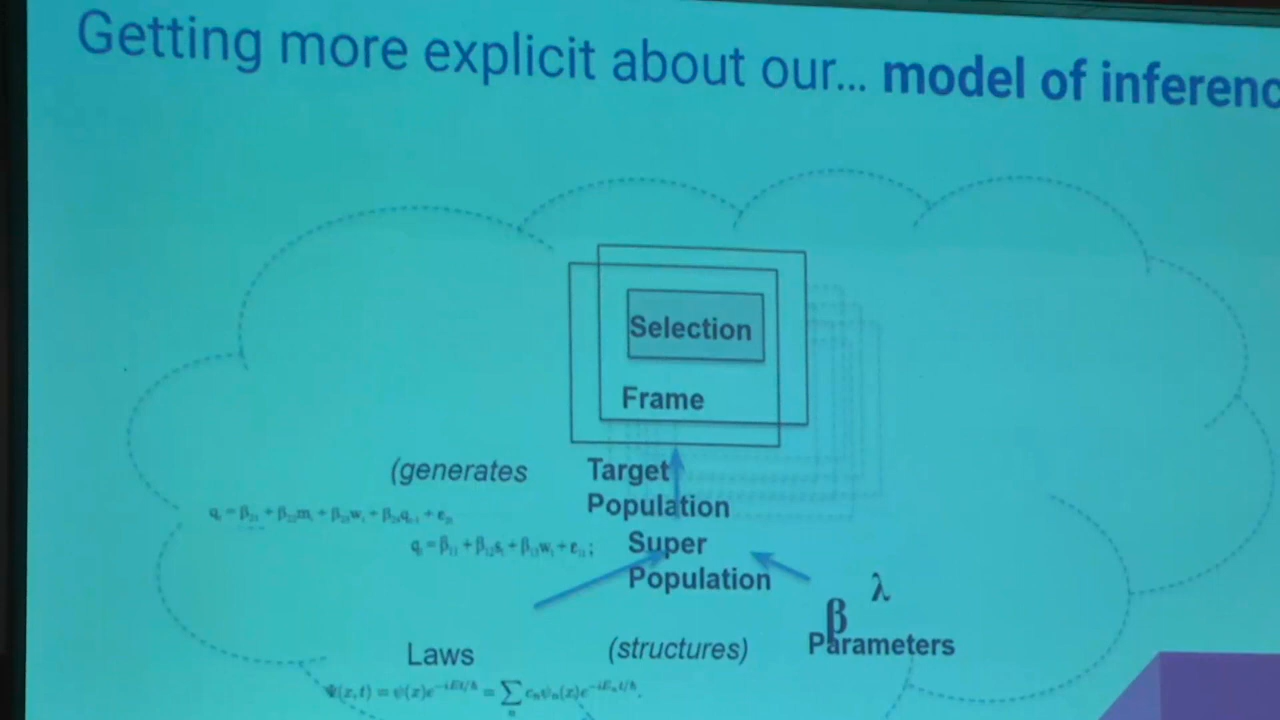 Getting more explicit about our... model of inferenc
Selection
Frame
(generates
Target
Population
Super
Population
λ
β
Parameters
Laws
(structures)